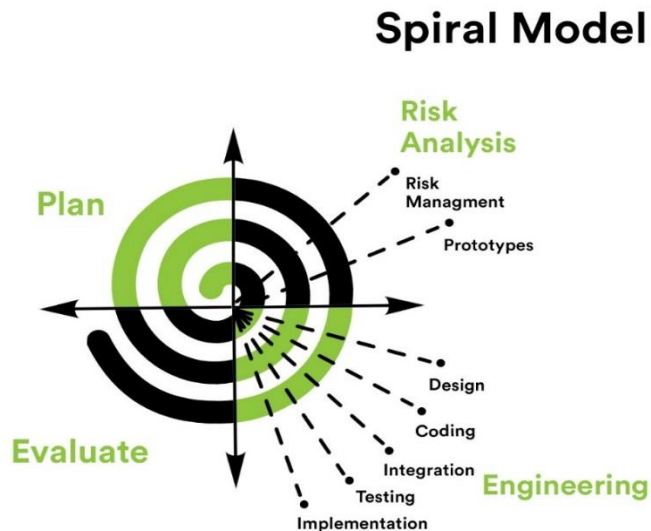 Spiral Model
Risk
Analysis
Risk
Managment
Plan
Prototypes
Design
Coding
Evaluate
Integration
Engineering
Testing
Implementation